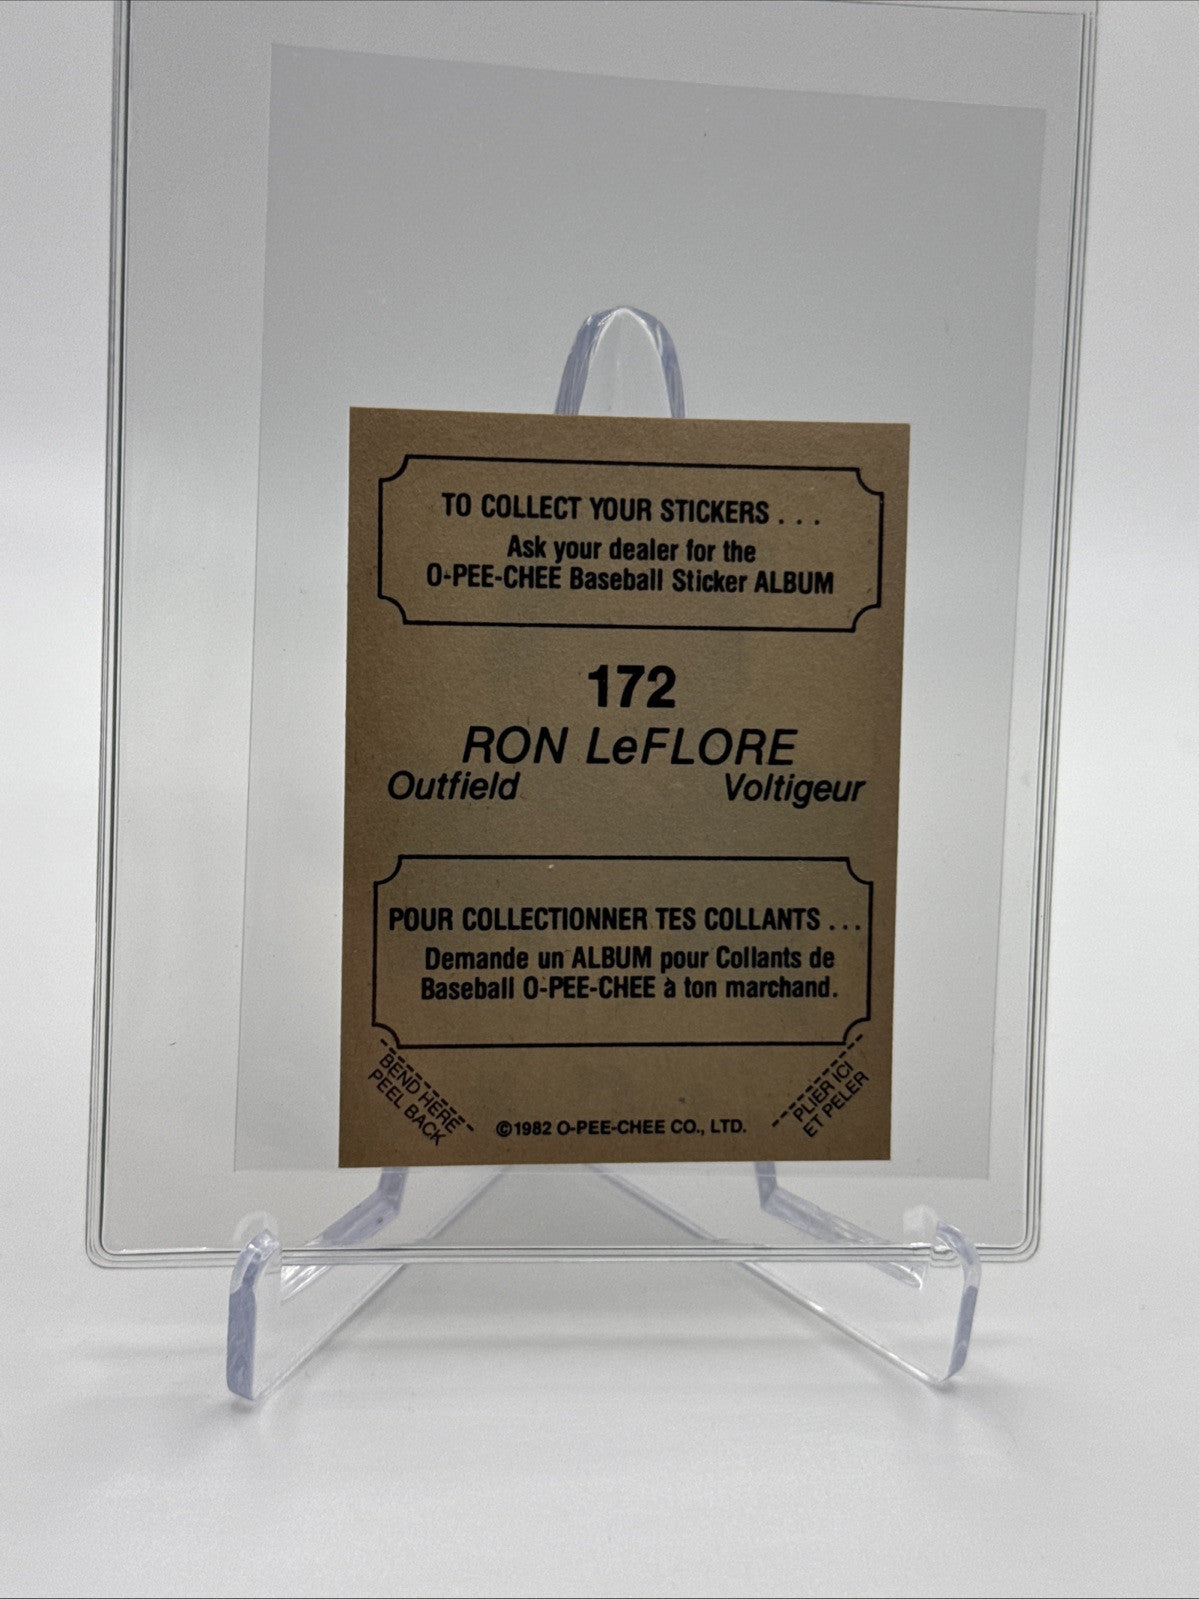 TO COLLECT YOUR STICKERS . . .
Ask your dealer for the
O-PEE-CHEE Baseball Sticker ALBUM
172
RON LeFLORE
Outfield Voltigeur
POUR COLLECTIONNER TES COLLANTS . . .
Demande un ALBUM pour Collants de
Baseball O-PEE-CHEE à ton marchand.
BEND HERE
PEEL BACK
©1982 O-PEE-CHEE CO., LTD.
PLIER ICI
ET PELER